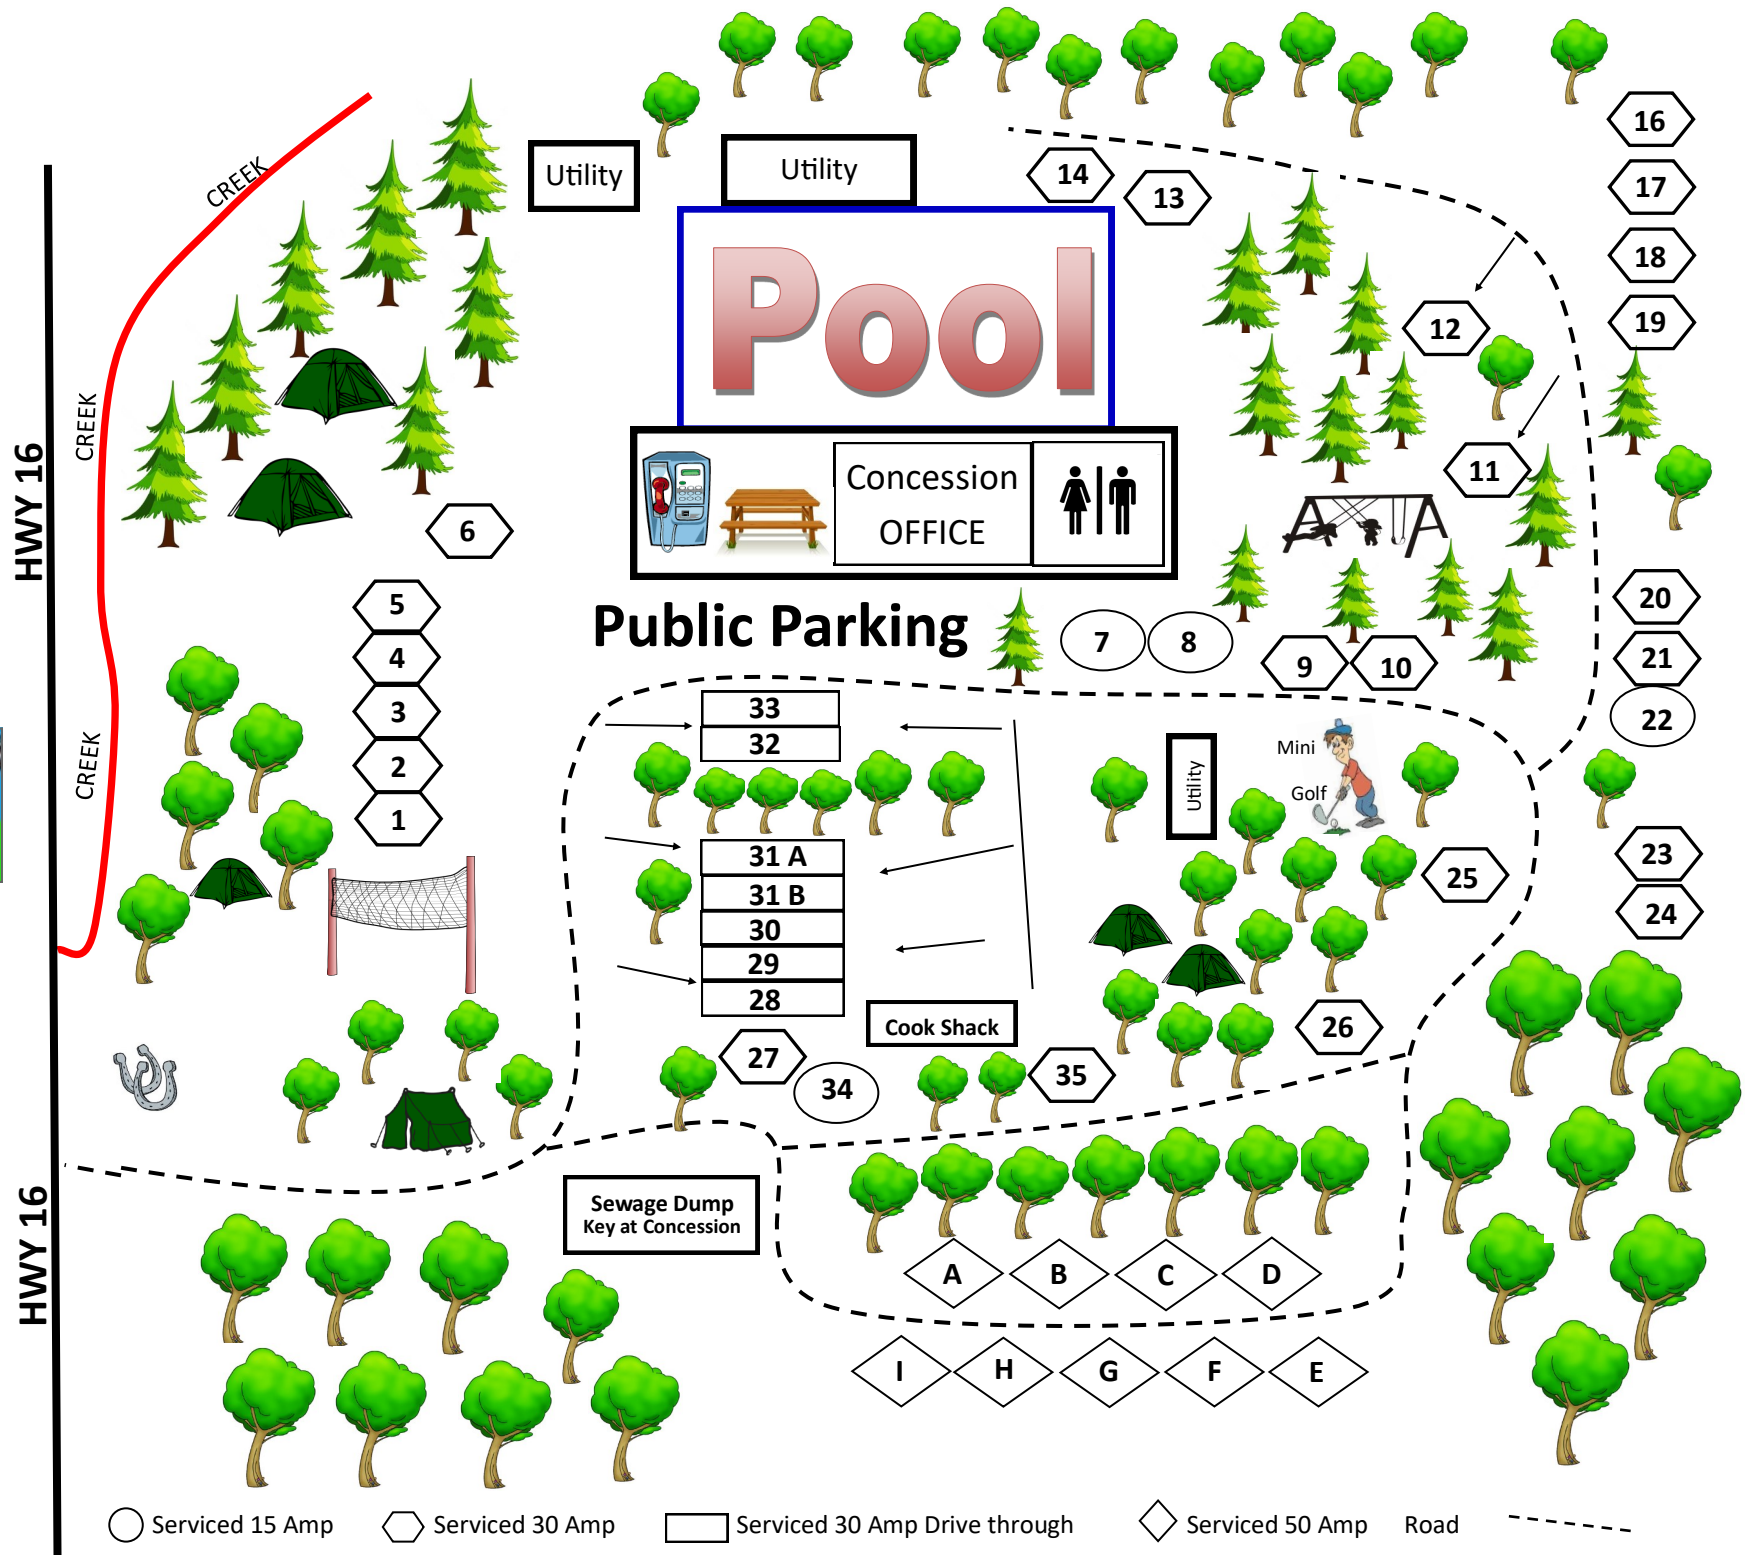 CREEK
Utility
Utility
14
13
16
17
18
19
Pool
12
11
HWY 16
CREEK
Concession
OFFICE
6
5
4
3
2
1
Public Parking
7
8
9
10
20
21
22
CREEK
33
32
Utility
Mini
Golf
31 A
31 B
30
29
28
25
23
24
Cook Shack
26
27
34
35
HWY 16
Sewage Dump
Key at Concession
A
B
C
D
I
H
G
F
E
Serviced 15 Amp
Serviced 30 Amp
Serviced 30 Amp Drive through
Serviced 50 Amp
Road